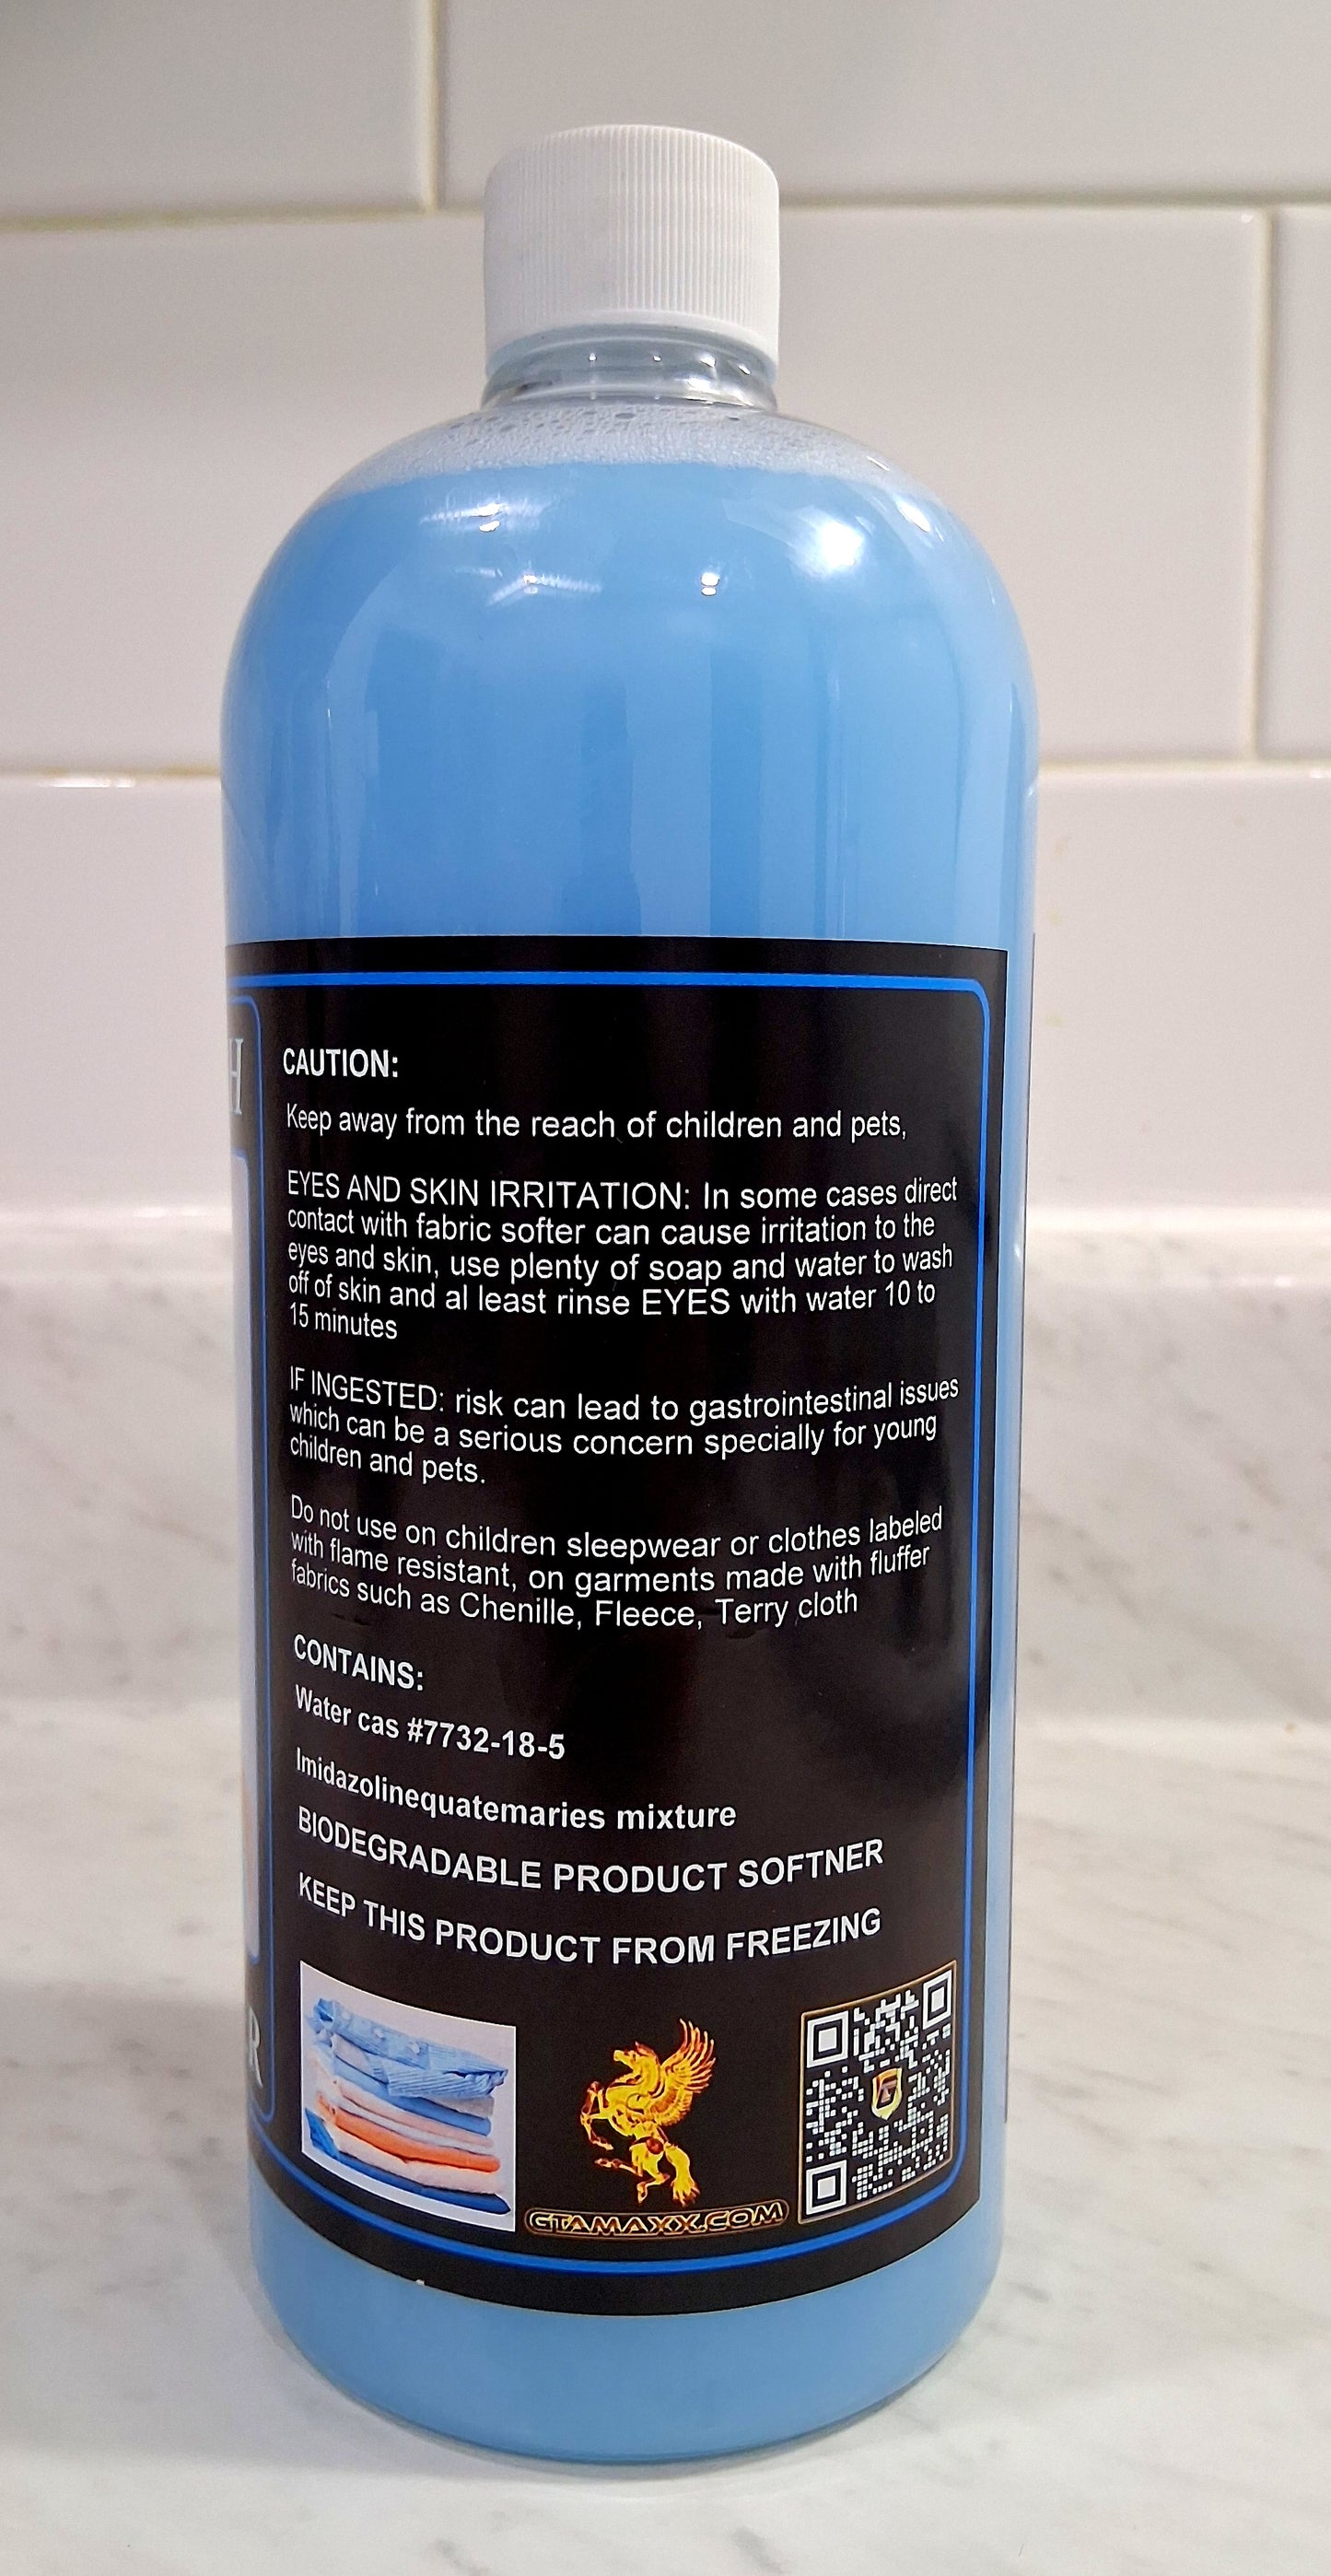 H
CAUTION:
Keep away from the reach of children and pets,
EYES AND SKIN IRRITATION: In some cases direct
contact with fabric softer can cause irritation to the
eyes and skin, use plenty of soap and water to wash
off of skin and al least rinse EYES with water 10 to
15 minutes
IF INGESTED: risk can lead to gastrointestinal issues
which can be a serious concern specially for young
children and pets.
Do not use on children sleepwear or clothes labeled
with flame resistant, on garments made with fluffer
fabrics such as Chenille, Fleece, Terry cloth
CONTAINS:
Water cas #7732-18-5
Imidazolinequatemaries mixture
BIODEGRADABLE PRODUCT SOFTNER
KEEP THIS PRODUCT FROM FREEZING
R
GTAMAXX.COM